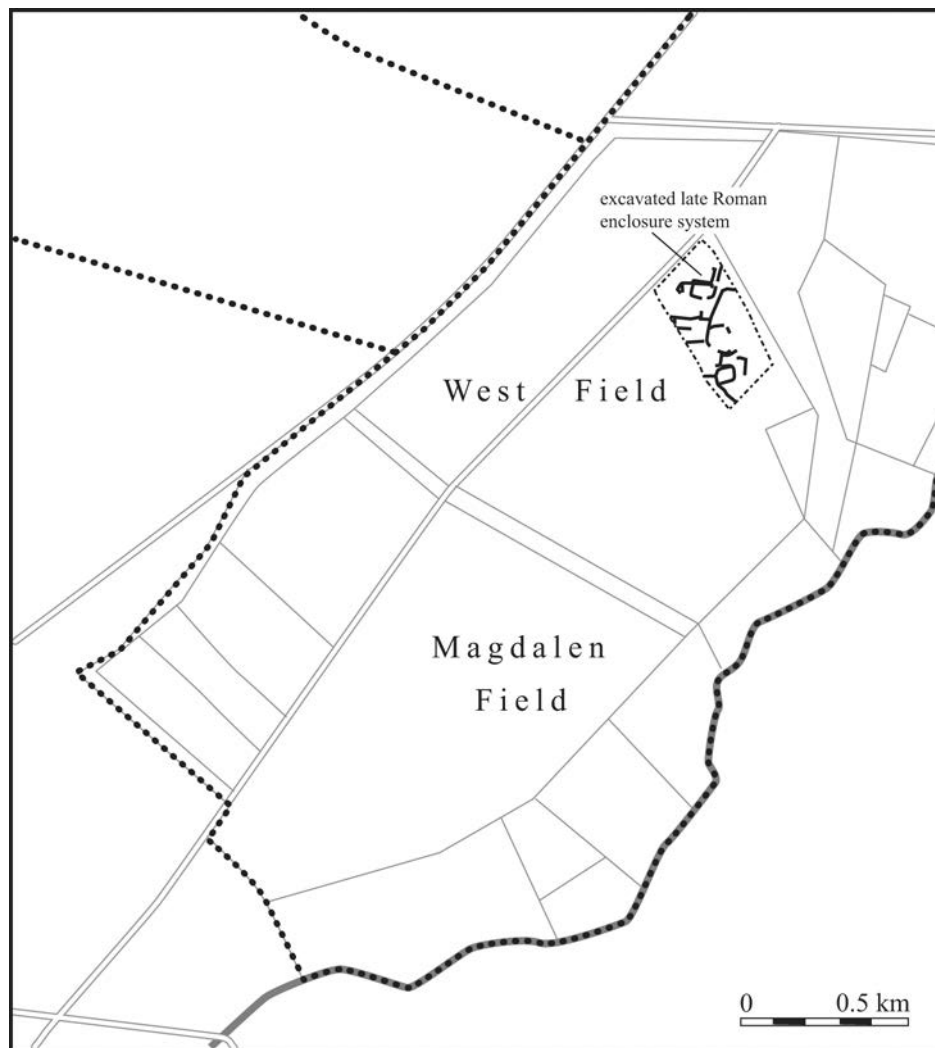 excavated late Roman
enclosure system
West Field
Magdalen
Field
0 0.5 km